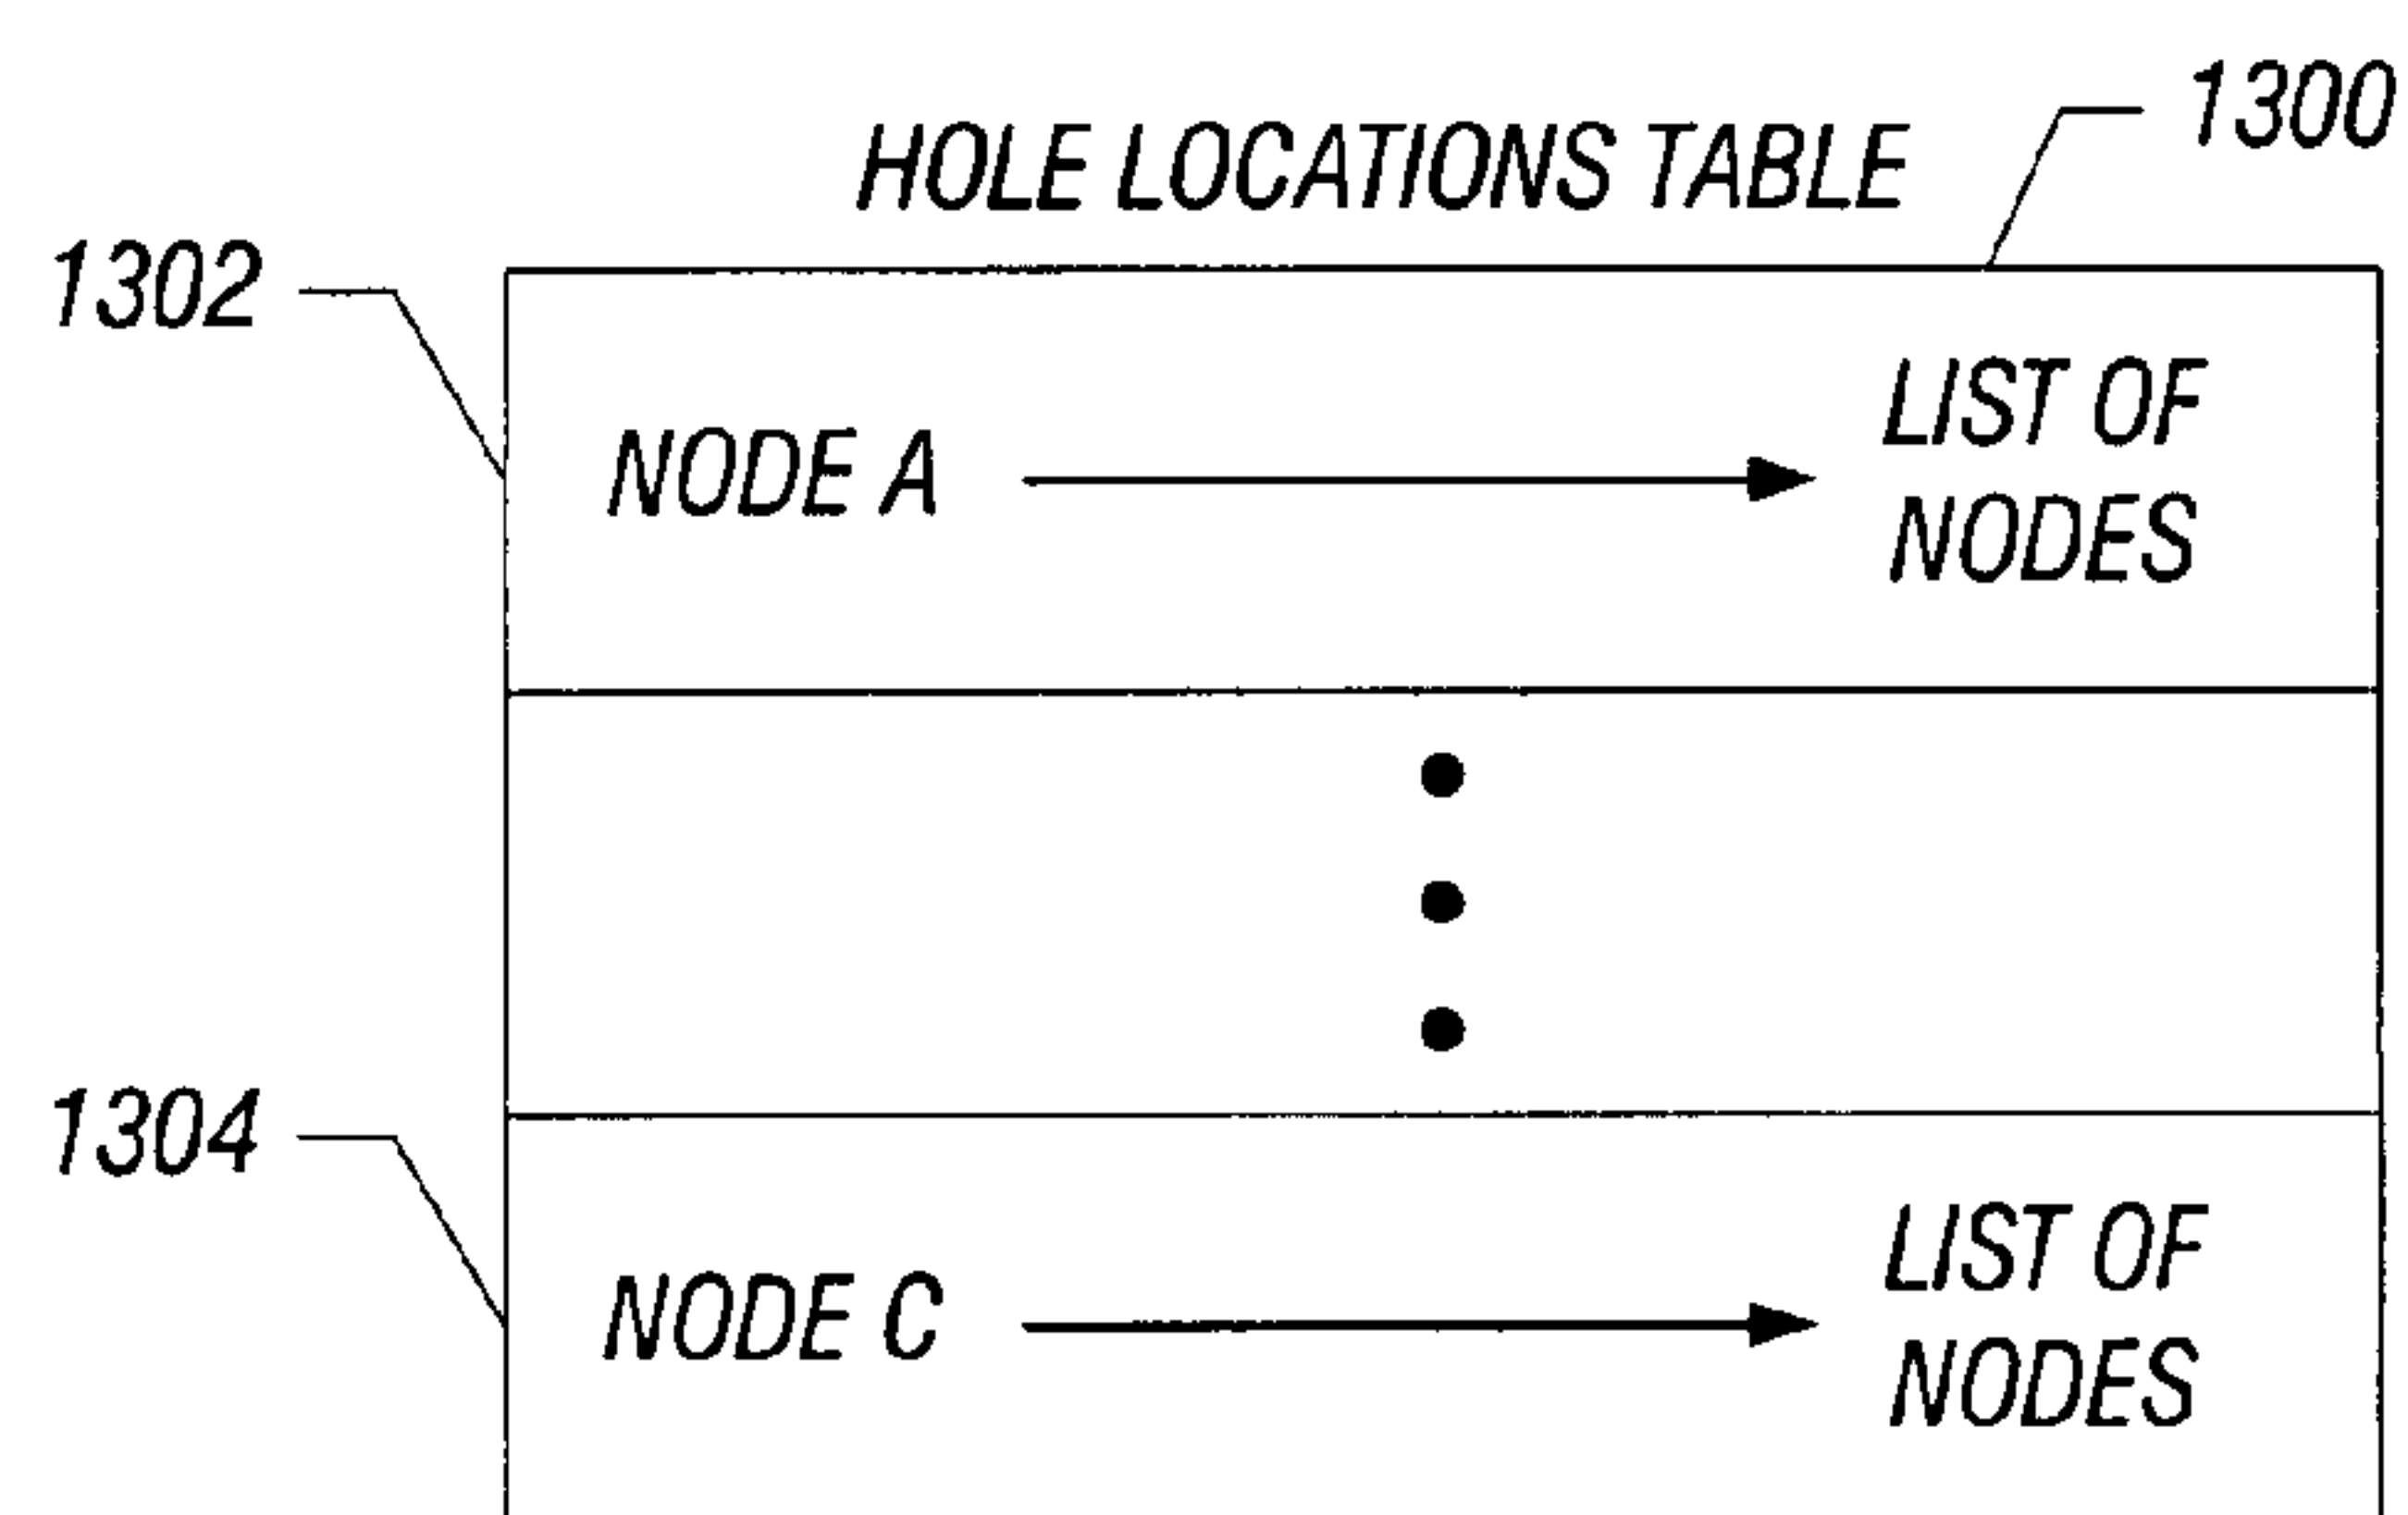 1300
HOLE LOCATIONS TABLE
1302
LIST OF
NODE A
NODES
1304
LIST OF
NODE C
NODES